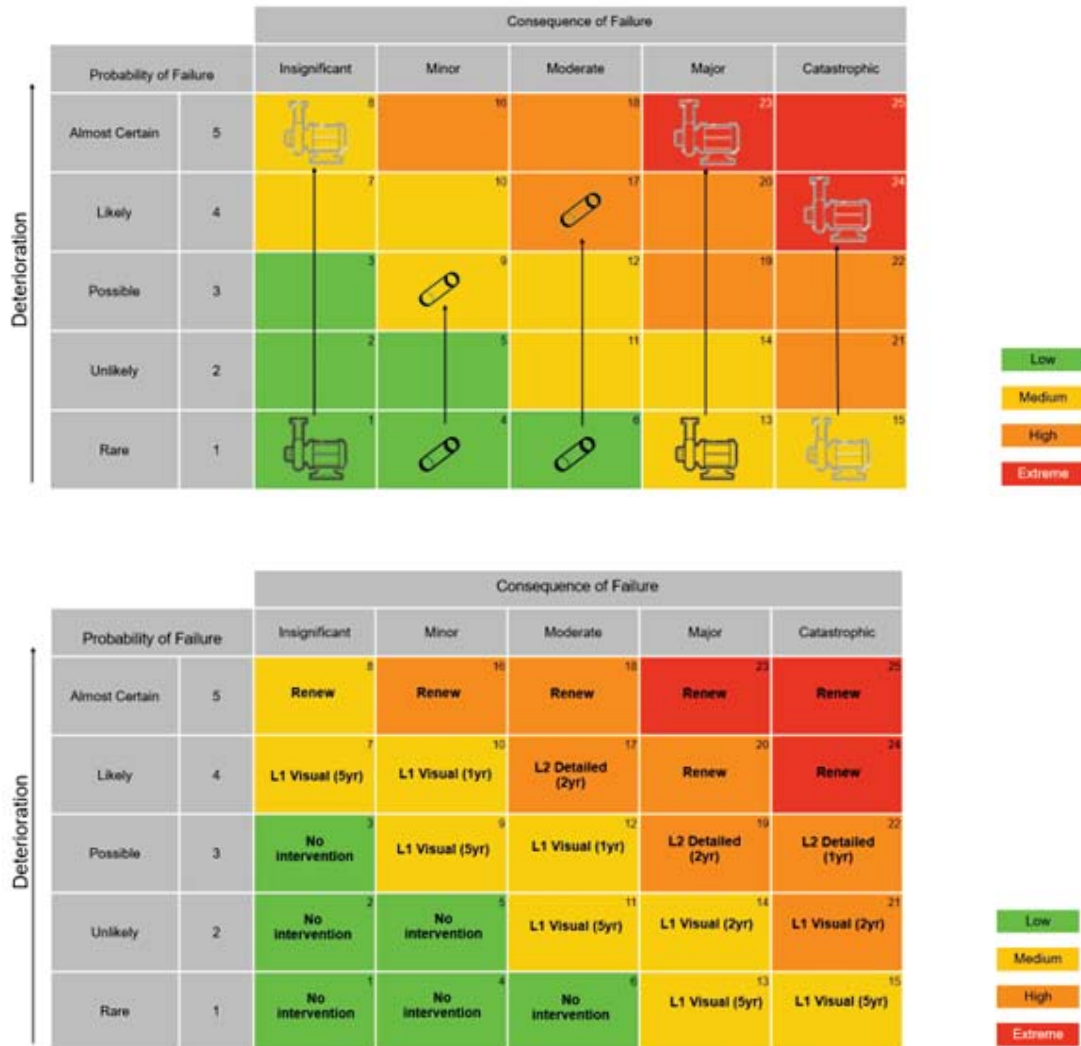 Consequence of Failure
Probability of Failure
Insignificant
Minor
Moderate
Major
Catastrophic
Deterioration
Almost Certain
5
8
16
18
23
25
Likely
4
7
10
17
20
24
Possible
3
3
9
12
19
22
Unlikely
2
2
5
11
14
21
Rare
1
1
4
6
13
15
Low
Medium
High
Extreme
Consequence of Failure
Probability of Failure
Insignificant
Minor
Moderate
Major
Catastrophic
Deterioration
Almost Certain
5
8
Renew
16
Renew
18
Renew
23
Renew
25
Renew
Likely
4
7
L1 Visual (5yr)
10
L1 Visual (1yr)
17
L2 Detailed
(2yr)
20
Renew
24
Renew
Possible
3
3
No
intervention
9
L1 Visual (5yr)
12
L1 Visual (1yr)
19
L2 Detailed
(2yr)
22
L2 Detailed
(1yr)
Unlikely
2
2
No
intervention
5
No
intervention
11
L1 Visual (5yr)
14
L1 Visual (2yr)
21
L1 Visual (2yr)
Rare
1
1
No
intervention
4
No
intervention
6
No
intervention
13
L1 Visual (5yr)
15
L1 Visual (5yr)
Low
Medium
High
Extreme